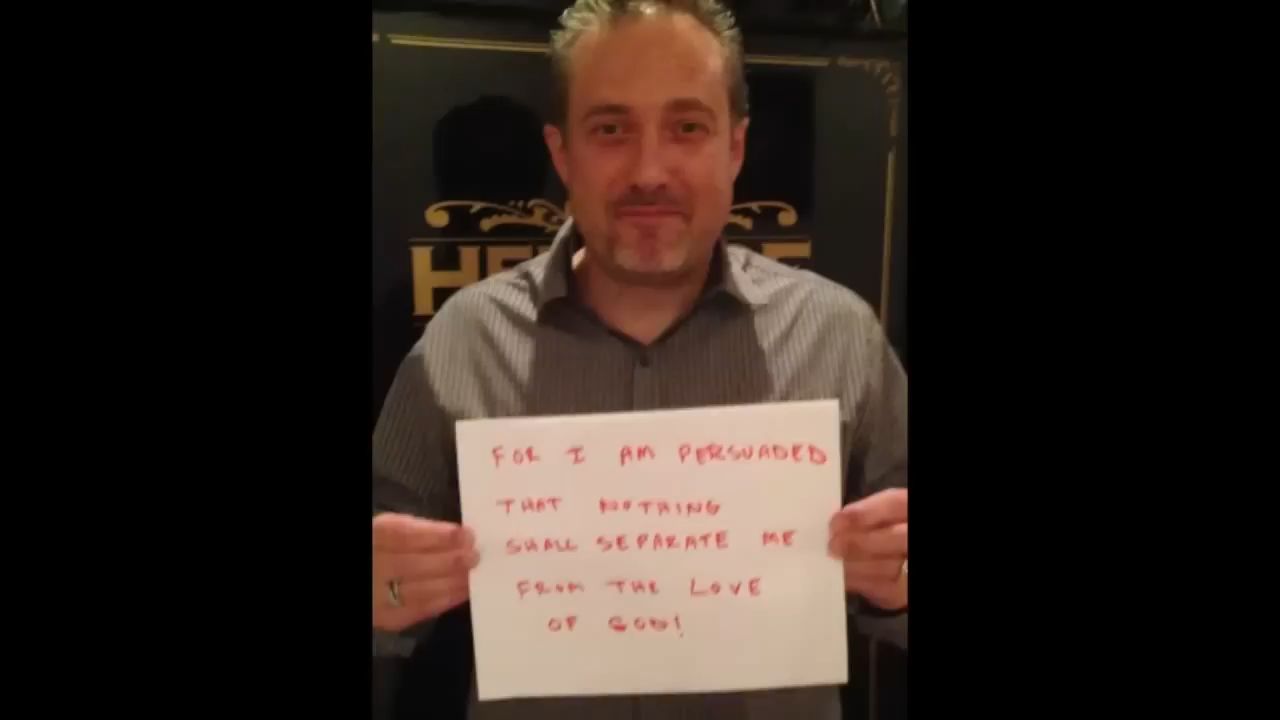 FOR I AM PERSUADED
THAT NOTHING
SHALL SEPARATE ME
FROM THE LOVE
OF GOD!